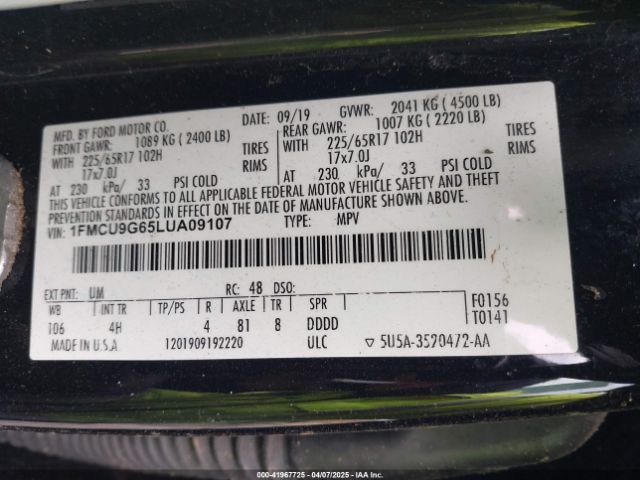 MFD. BY FORD MOTOR CO. DATE: 09/19 GVWR: 2041 KG ( 4500 LB)
FRONT GAWR: 1089 KG ( 2400 LB) REAR GAWR: 1007 KG ( 2220 LB)
WITH 225/65R17 102H TIRES WITH 225/65R17 102H TIRES
17x7.0J RIMS 17x7.0J RIMS
AT 230 kPa/ 33 PSI COLD AT 230 kPa/ 33 PSI COLD
THIS VEHICLE CONFORMS TO ALL APPLICABLE FEDERAL MOTOR VEHICLE SAFETY AND THEFT
PREVENTION STANDARDS IN EFFECT ON THE DATE OF MANUFACTURE SHOWN ABOVE.
VIN: 1FMCU9G65LUA09107 TYPE: MPV
EXT PNT: UM RC: 48 DSO:
WB INT TR TP/PS R AXLE TR SPR F0156
106 4H 4 81 8 DDDD T0141
MADE IN U.S.A 1201909192220 ULC ▽ 5U5A-3520472-AA
000-41967725 - 04/07/2025 - IAA Inc.